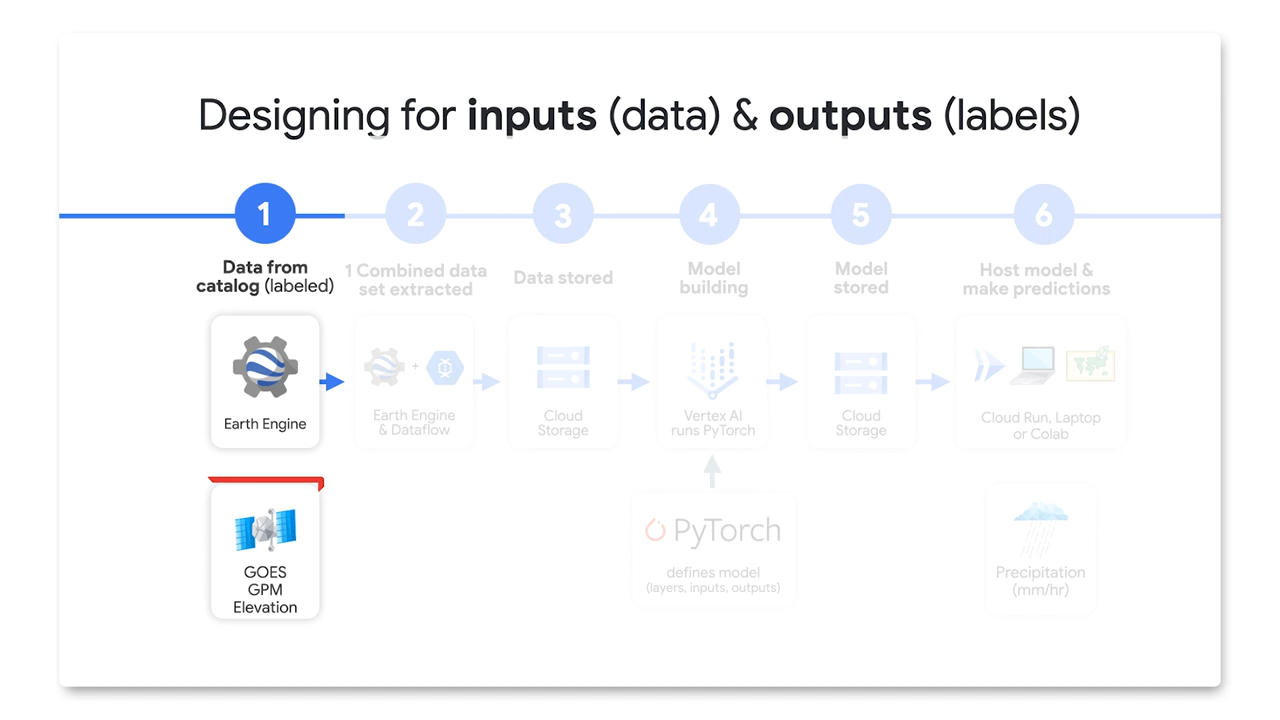 Designing for inputs (data) & outputs (labels)
1
2
3
4
5
6
Data from
catalog (labeled)
1 Combined data
set extracted
Data stored
Model
building
Model
stored
Host model &
make predictions
Earth Engine
+
Earth Engine
& Dataflow
Cloud
Storage
Vertex AI
runs PyTorch
Cloud
Storage
Cloud Run, Laptop
or Colab
GOES
GPM
Elevation
PyTorch
defines model
(layers, inputs, outputs)
Precipitation
(mm/hr)